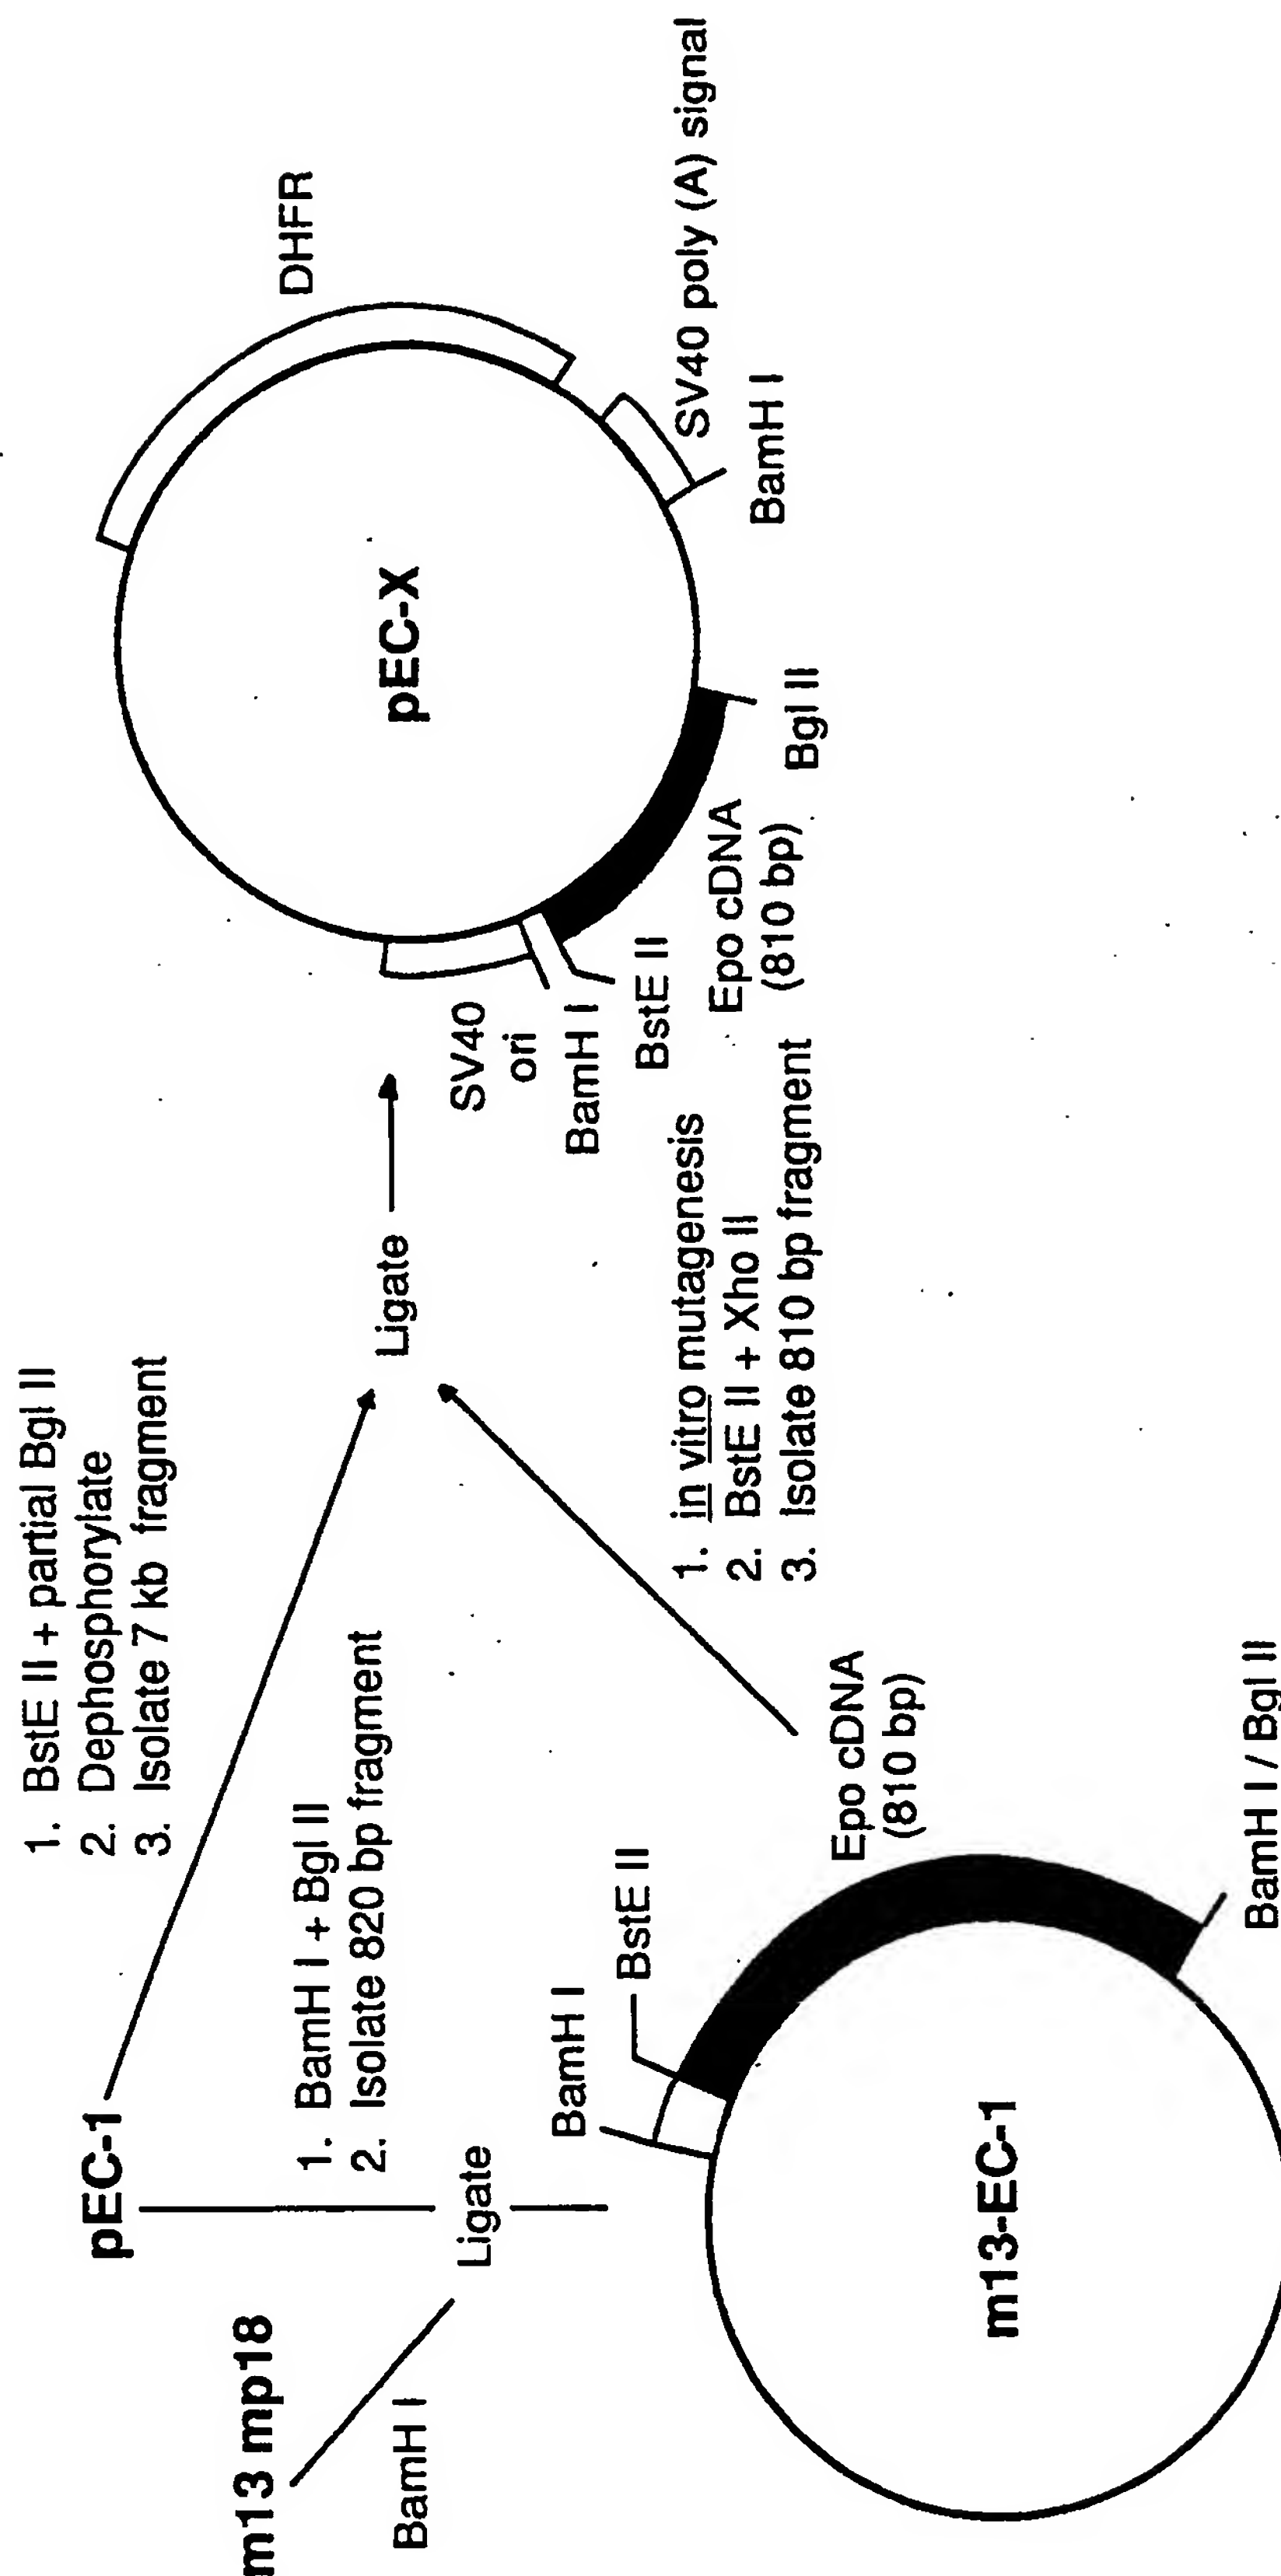 m13 mp18
BamH I
pEC-1
1. BamH I + Bgl II
2. Isolate 820 bp fragment
Ligate
1. BstE II + partial Bgl II
2. Dephosphorylate
3. Isolate 7 kb fragment
BamH I
BstE II
m13-EC-1
Epo cDNA
(810 bp)
BamH I / Bgl II
1. in vitro mutagenesis
2. BstE II + Xho II
3. Isolate 810 bp fragment
Ligate
SV40
ori
BamH I
BstE II
Epo cDNA
(810 bp)
Bgl II
pEC-X
BamH I
SV40 poly (A) signal
DHFR